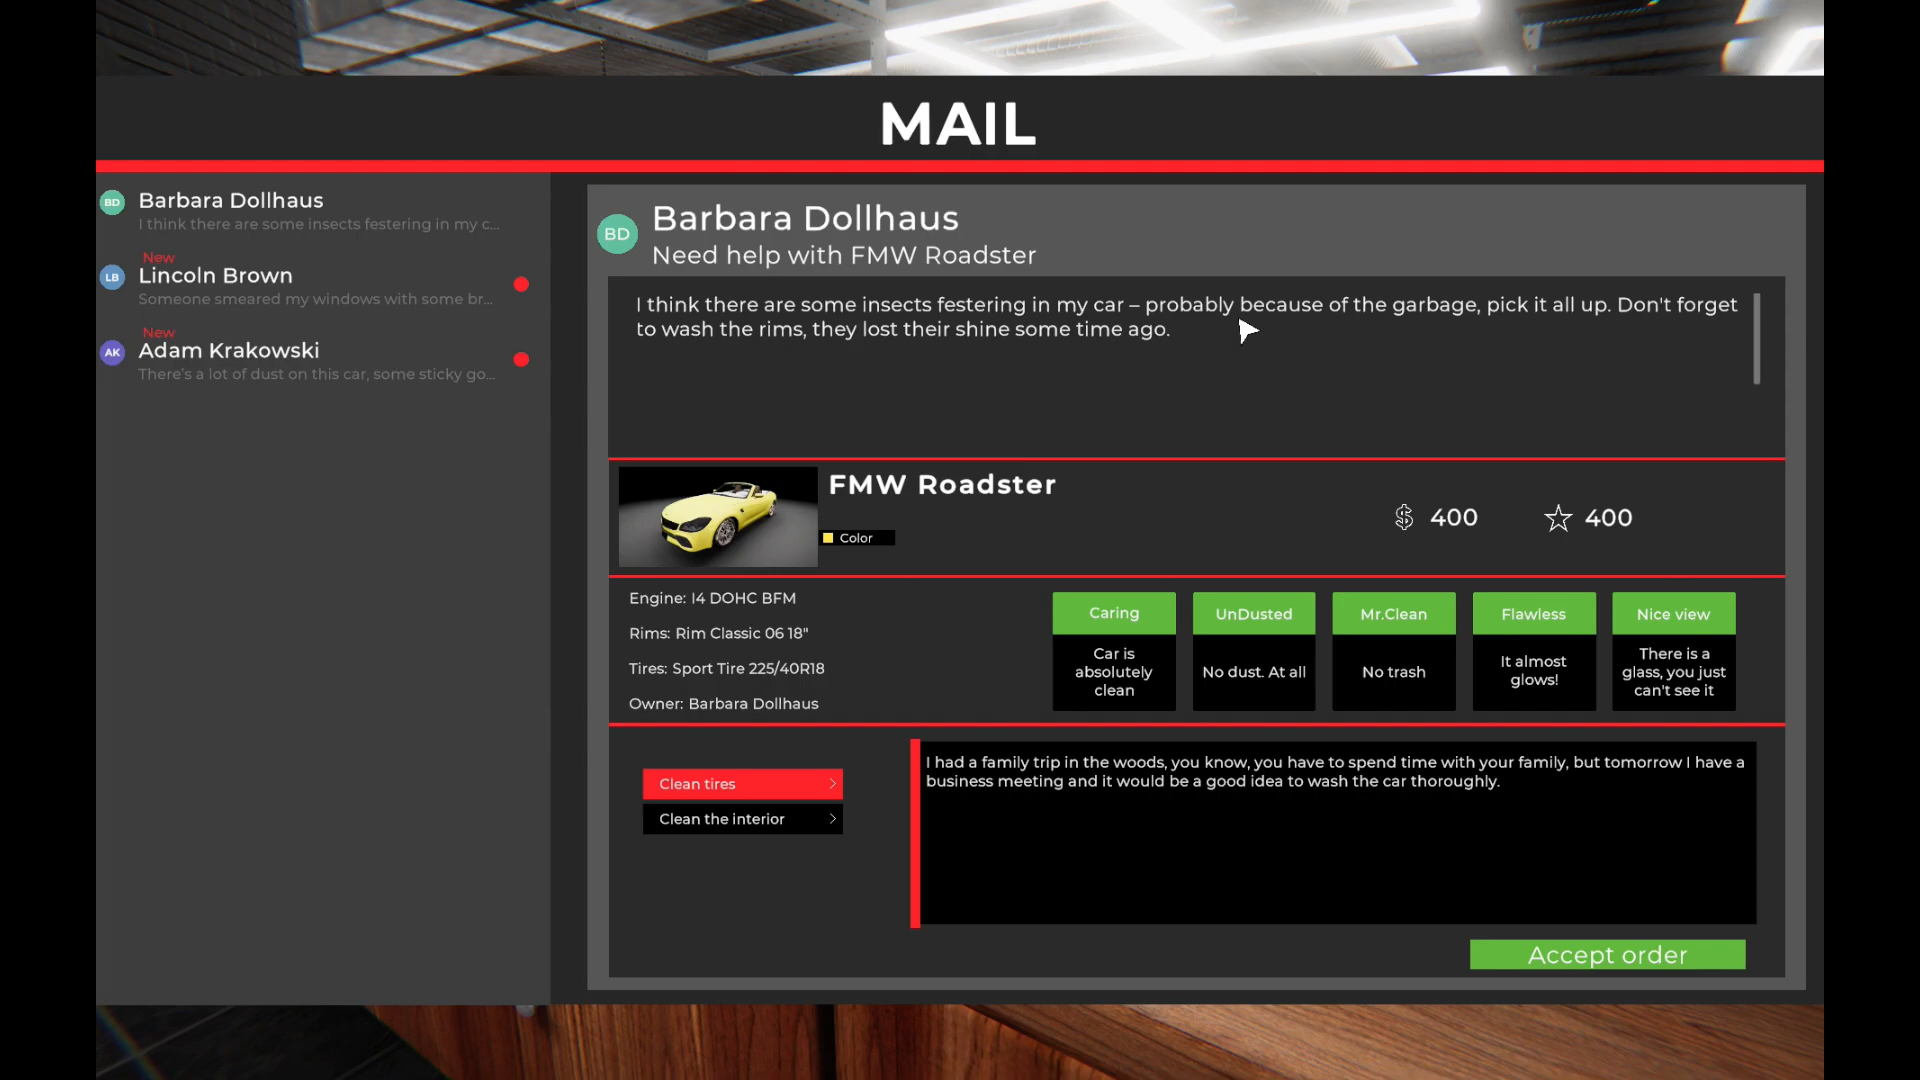 MAIL
BD
Barbara Dollhaus
I think there are some insects festering in my c...
New
LB
Lincoln Brown
Someone smeared my windows with some br...
New
AK
Adam Krakowski
There's a lot of dust on this car, some sticky go...
BD
Barbara Dollhaus
Need help with FMW Roadster
I think there are some insects festering in my car – probably because of the garbage, pick it all up. Don't forget
to wash the rims, they lost their shine some time ago.
FMW Roadster
Color
$ 400
400
Engine: I4 DOHC BFM
Rims: Rim Classic 06 18"
Tires: Sport Tire 225/40R18
Owner: Barbara Dollhaus
Caring
Car is
absolutely
clean
UnDusted
No dust. At all
Mr.Clean
No trash
Flawless
It almost
glows!
Nice view
There is a
glass, you just
can't see it
Clean tires
Clean the interior
I had a family trip in the woods, you know, you have to spend time with your family, but tomorrow I have a
business meeting and it would be a good idea to wash the car thoroughly.
Accept order